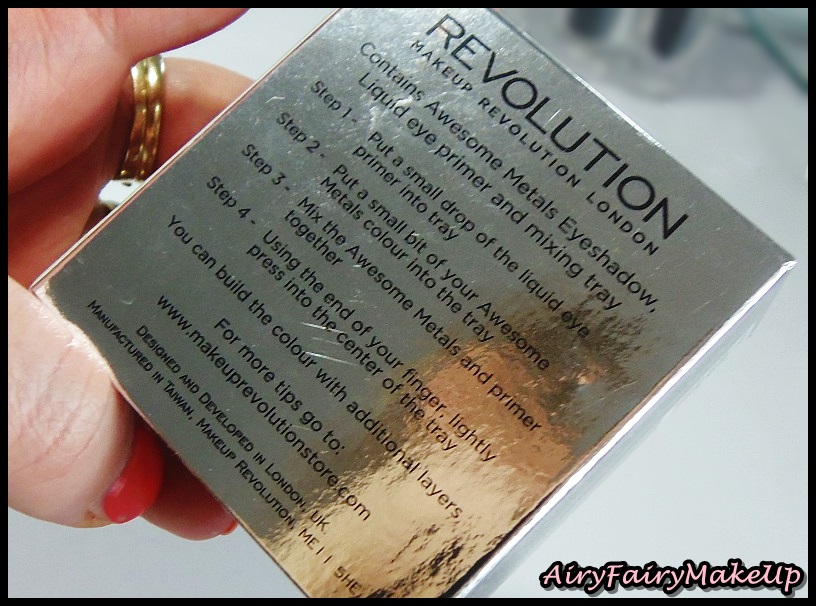 REVOLUTION
MAKEUP REVOLUTION LONDON
Contains Awesome Metals Eyeshadow,
Liquid eye primer and mixing tray
Step 1 - Put a small drop of the liquid eye
primer into tray
Step 2 - Put a small bit of your Awesome
Metals colour into the tray
Step 3 - Mix the Awesome Metals and primer
together
Step 4 - Using the end of your finger, lightly
press into the center of the tray
You can build the colour with additional layers
For more tips go to:
www.makeuprevolutionstore.com
Designed and Developed in London, UK
Manufactured in Taiwan, Makeup Revolution, ME1 1
AiryFairyMakeUp